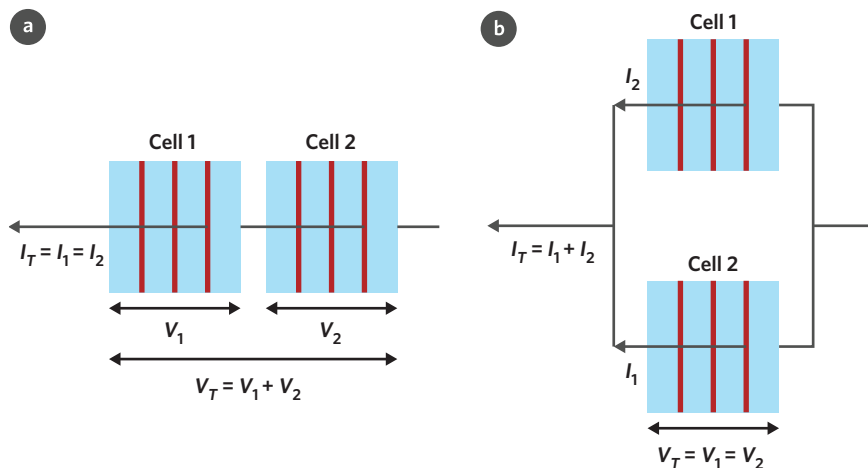 a
Cell 1
Cell 2
I_T = I_1 = I_2
V_1
V_2
V_T = V_1 + V_2
b
Cell 1
I_2
I_T = I_1 + I_2
Cell 2
I_1
V_T = V_1 = V_2